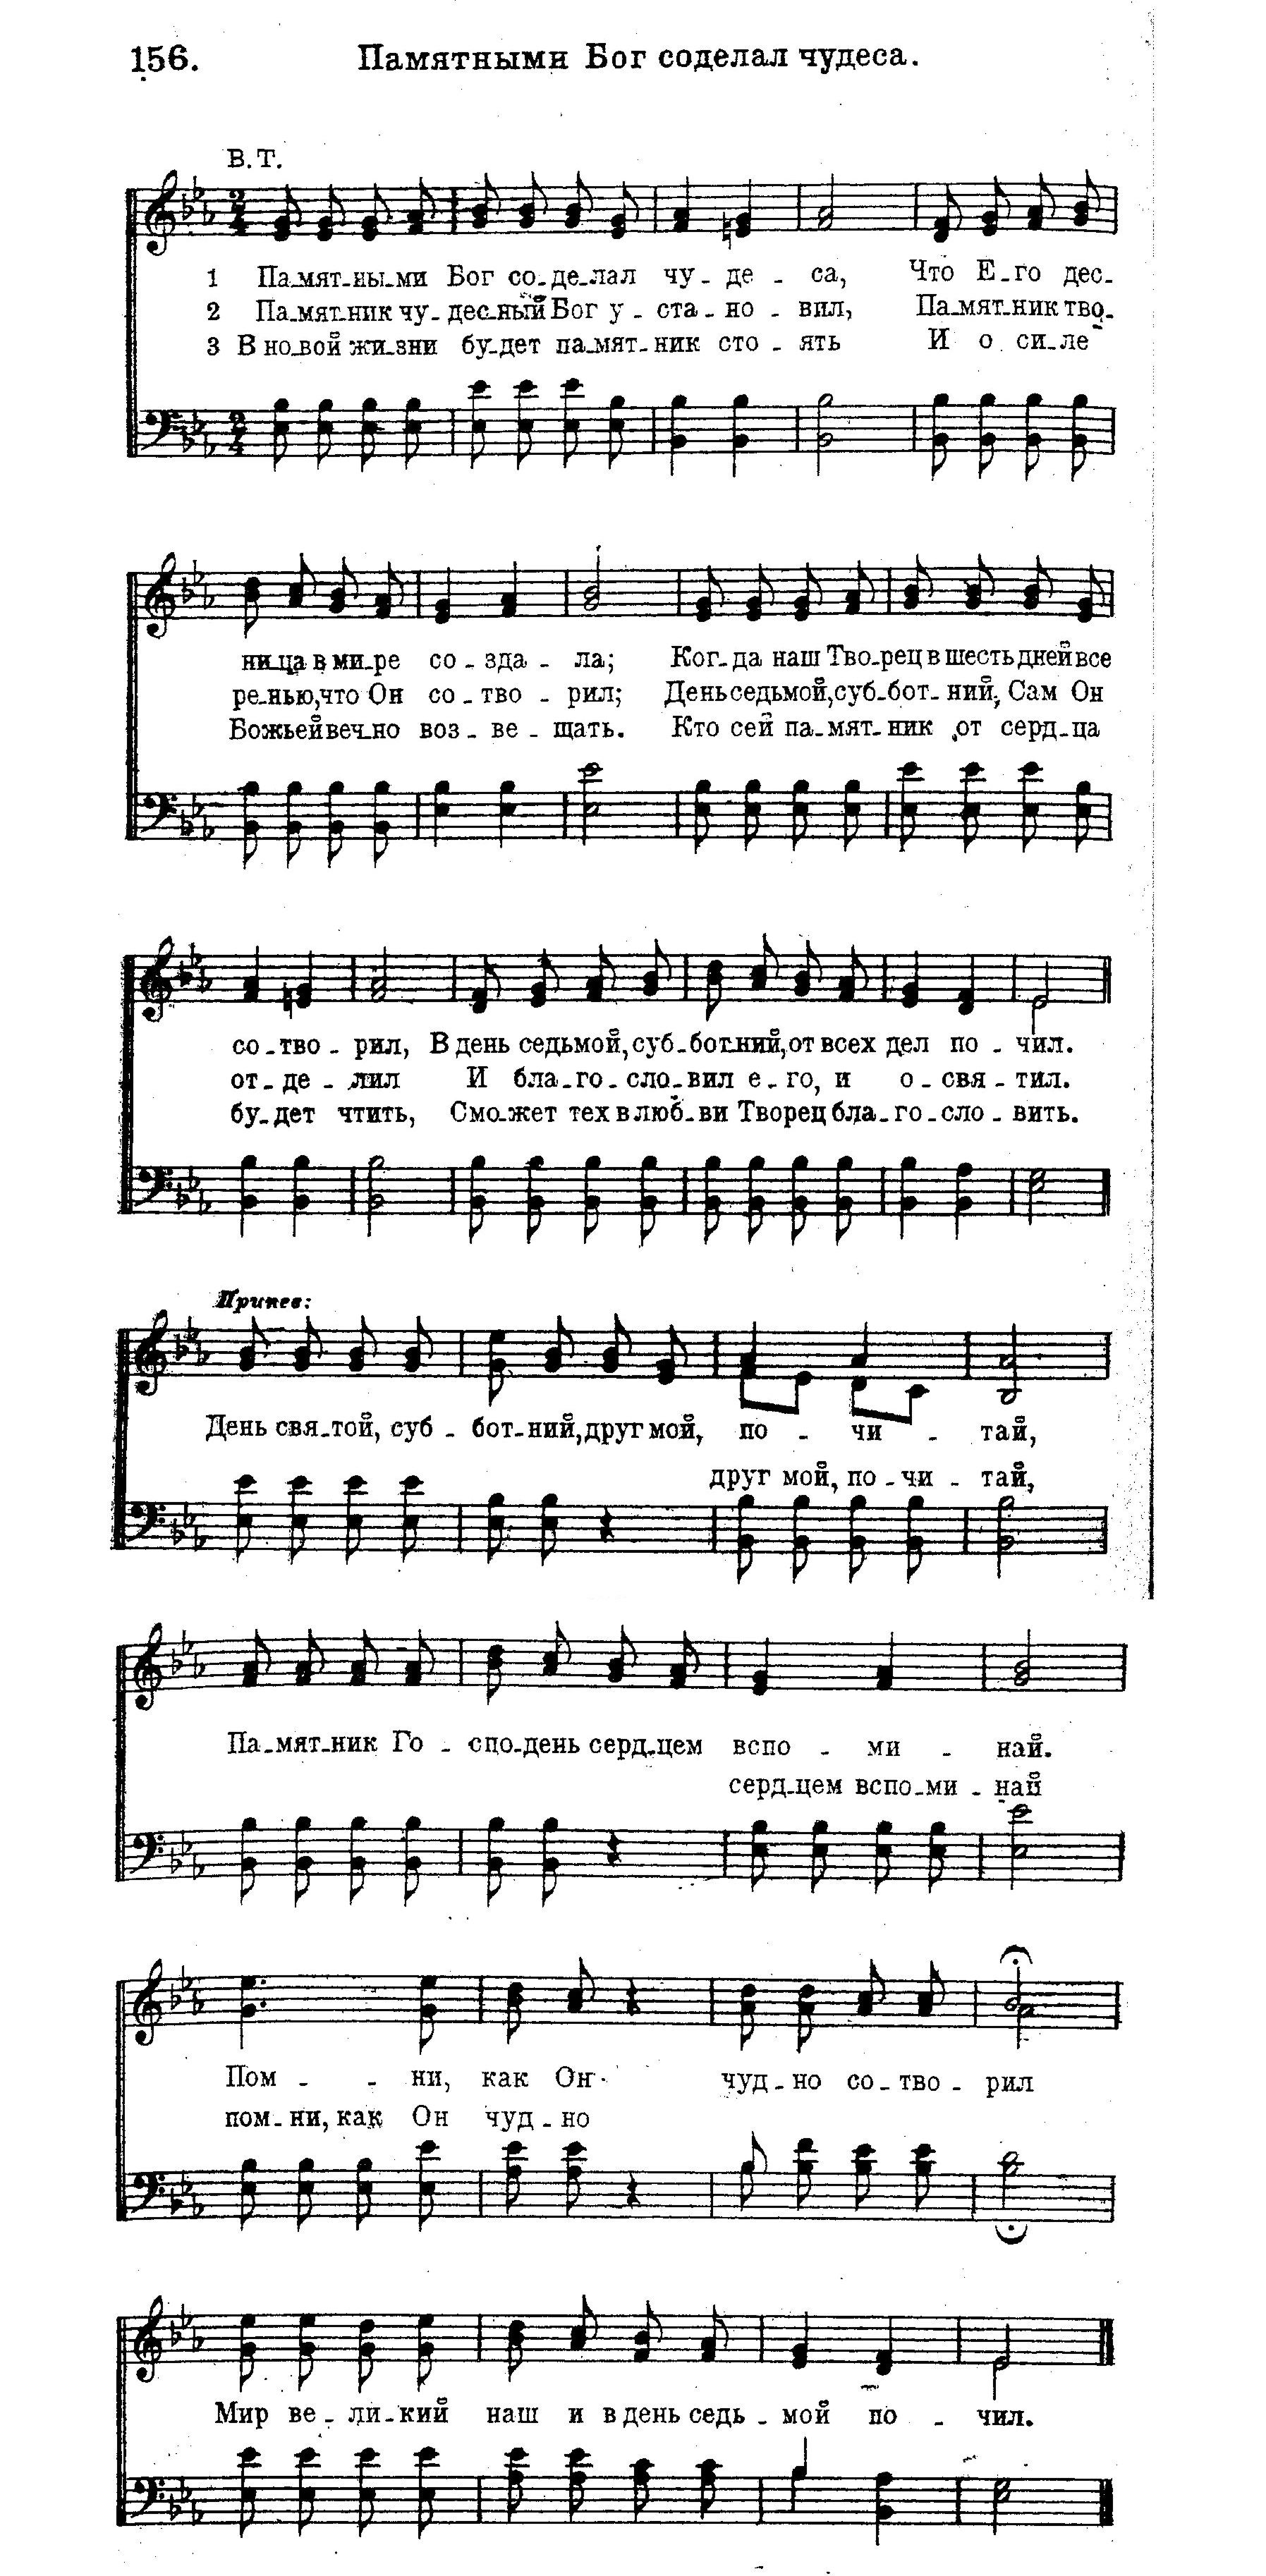 156. Памятными Бог соделал чудеса.
В.Т.
1 Па-мят-ны-ми Бог со-де-лал чу-де-са, Что Е-го дес-
2 Па-мят-ник чу-дес-ный Бог у-ста-но-вил, Па-мят-ник тво-
3 В но-вой жи-зни бу-дет па-мят-ник сто-ять И о си-ле
ни-ца в ми-ре со-зда-ла; Ког-да наш Тво-рец в шесть дней все
ре-нью, что Он со-тво-рил; День седьмой, суб-бот-ний, Сам Он
Божьей веч-но воз-ве-щать. Кто сей па-мят-ник от серд-ца
со-тво-рил, В день седьмой, суб-бот-ний, от всех дел по-чил.
от-де-лил И бла-го-сло-вил е-го, и о-свя-тил.
бу-дет чтить, Смо-жет тех в люб-ви Творец бла-го-сло-вить.
Припев:
День свя-той, суб-бот-ний, друг мой, по-чи-тай,
друг мой, по-чи-тай,
Па-мят-ник Го-спо-день серд-цем вспо-ми-най.
серд-цем вспо-ми-най
Пом-ни, как Он чуд-но со-тво-рил
пом-ни, как Он чуд-но
Мир ве-ли-кий наш и в день седь-мой по-чил.